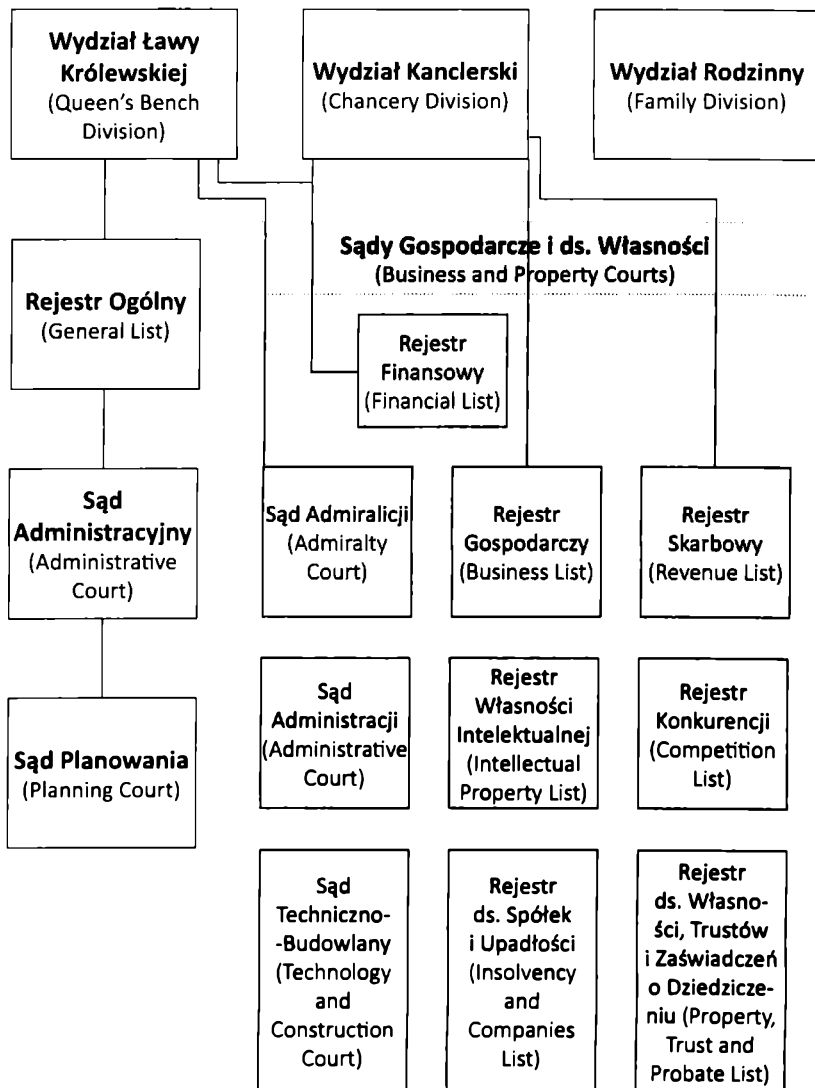 Wydział Ławy
Królewskiej
(Queen's Bench
Division)
Wydział Kanclerski
(Chancery Division)
Wydział Rodzinny
(Family Division)
Sądy Gospodarcze i ds. Własności
(Business and Property Courts)
Rejestr Ogólny
(General List)
Rejestr
Finansowy
(Financial List)
Sąd
Administracyjny
(Administrative
Court)
Sąd Admiralicji
(Admiralty
Court)
Rejestr
Gospodarczy
(Business List)
Rejestr
Skarbowy
(Revenue List)
Sąd Planowania
(Planning Court)
Sąd
Administracji
(Administrative
Court)
Rejestr
Własności
Intelektualnej
(Intellectual
Property List)
Rejestr
Konkurencji
(Competition
List)
Sąd
Techniczno-
-Budowlany
(Technology
and
Construction
Court)
Rejestr
ds. Spółek
i Upadłości
(Insolvency
and
Companies
List)
Rejestr
ds. Własno-
ści, Trustów
i Zaświadczeń
o Dziedzicze-
niu (Property,
Trust and
Probate List)